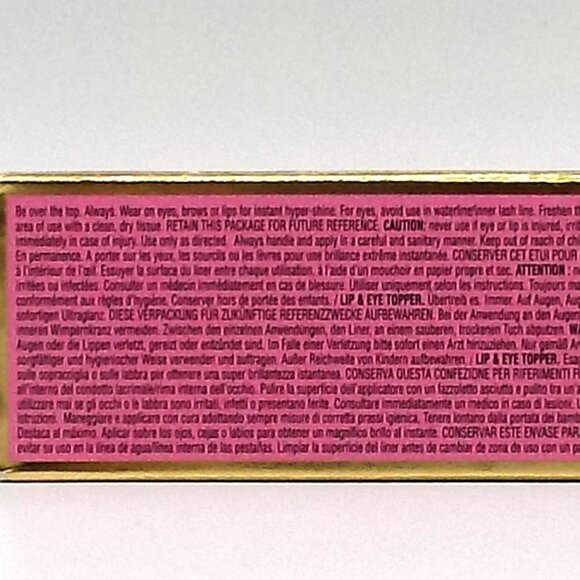 Be over the top. Always. Wear on eyes, brows or lips for instant hyper-shine. For eyes, avoid use in waterline/inner lash line. Freshen
area of use with a clean, dry tissue. RETAIN THIS PACKAGE FOR FUTURE REFERENCE. CAUTION: never use if eye or lip is injured,
immediately in case of injury. Use only as directed. Always handle and apply in a careful and sanitary manner. Keep out of reach of
En permanence. A porter sur les yeux, les sourcils ou les lèvres pour une brillance extrême instantanée. CONSERVER CET ETUI POUR
à l'intérieur de l'œil. Essuyer la surface du liner entre chaque utilisation, à l'aide d'un mouchoir en papier propre et sec. ATTENTION :
irritées ou infectées. Consulter un médecin immédiatement en cas de blessure. Utiliser uniquement selon les instructions. Toujours
conformément aux règles d'hygiène. Conserver hors de portée des enfants. / LIP & EYE TOPPER. Übertreib es. Immer. Auf Augen,
sofortigen Ultraglanz. DIESE VERPACKUNG FÜR ZUKÜNFTIGE REFERENZZWECKE AUFBEWAHREN. Bei der Anwendung an den Augen
inneren Wimpernkranz vermeiden. Zwischen den einzelnen Anwendungen, den Liner, an einem sauberen, trockenen Tuch abputzen.
Augen oder die Lippen verletzt, gereizt oder entzündet sind. Im Falle einer Verletzung bitte sofort einen Arzt hinzuziehen. Nur gemäß
sorgfältiger und hygienischer Weise verwenden und auftragen. Außer Reichweite von Kindern aufbewahren. / LIP & EYE TOPPER.
sulle sopracciglia o sulle labbra per ottenere una super brillantezza istantanea. CONSERVA QUESTA CONFEZIONE PER RIFERIMENTI
all'interno del condotto lacrimale/rima interna dell'occhio. Pulire la superficie dell'applicatore con un fazzoletto asciutto e pulito tra
utilizzare mai se gli occhi o le labbra sono irritati, infetti o presentano ferite. Consultare immediatamente un medico in caso di lesioni.
istruzioni. Maneggiare e applicare con cura adottando sempre misure di corretta prassi igienica. Tenere lontano dalla portata dei
Destaca al máximo. Aplicar sobre los ojos, cejas o labios para obtener un magnífico brillo al instante. CONSERVAR ESTE ENVASE PARA
evitar su uso en la línea de agua/línea interna de las pestañas. Limpiar la superficie del liner antes de cambiar de zona de uso con un